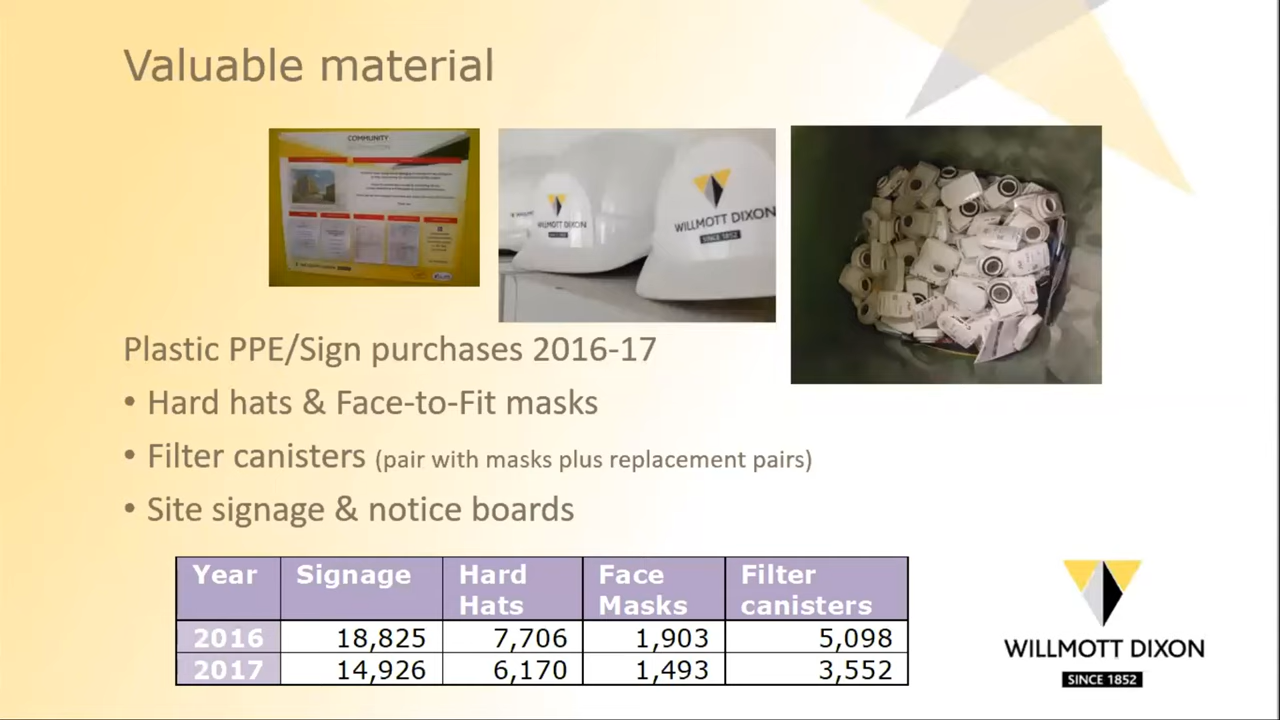 Valuable material
COMMUNITY
WILLMOTT DIXON
SINCE 1852
WILLMOTT DIXON
SINCE 1852
Plastic PPE/Sign purchases 2016-17
• Hard hats & Face-to-Fit masks
• Filter canisters (pair with masks plus replacement pairs)
• Site signage & notice boards
Year Signage Hard Hats Face Masks Filter canisters
2016 18,825 7,706 1,903 5,098
2017 14,926 6,170 1,493 3,552
WILLMOTT DIXON
SINCE 1852